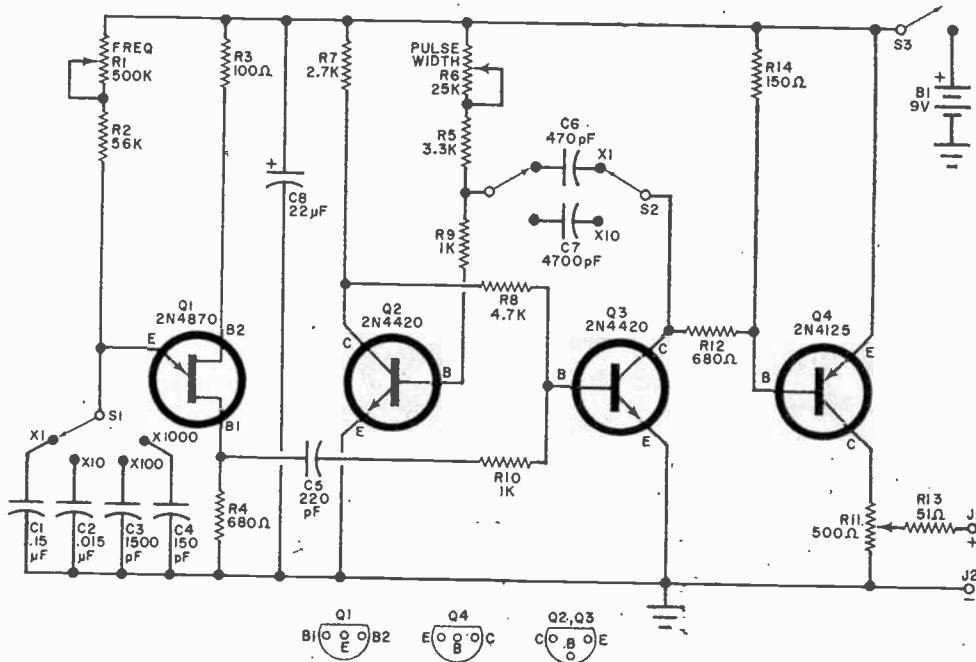 FREQ
R1
500K
R2
56K
R3
100Ω
C8
22µF
+
R7
2.7K
PULSE
WIDTH
R6
25K
R5
3.3K
R9
1K
C6
470pF
X1
S2
C7
4700pF
X10
R14
150Ω
S3
+
B1
9V
Q1
2N4870
E
B2
B1
S1
X1
X10
X100
X1000
C1
.15
µF
C2
.015
µF
C3
1500
pF
C4
150
pF
R4
680Ω
C5
220
pF
Q2
2N4420
C
B
E
R8
4.7K
R10
1K
Q3
2N4420
B
C
E
R12
680Ω
Q4
2N4125
B
E
C
R11
500Ω
R13
51Ω
J1
+
J2
−
Q1
B1 E B2
Q4
E B C
Q2,Q3
C B E